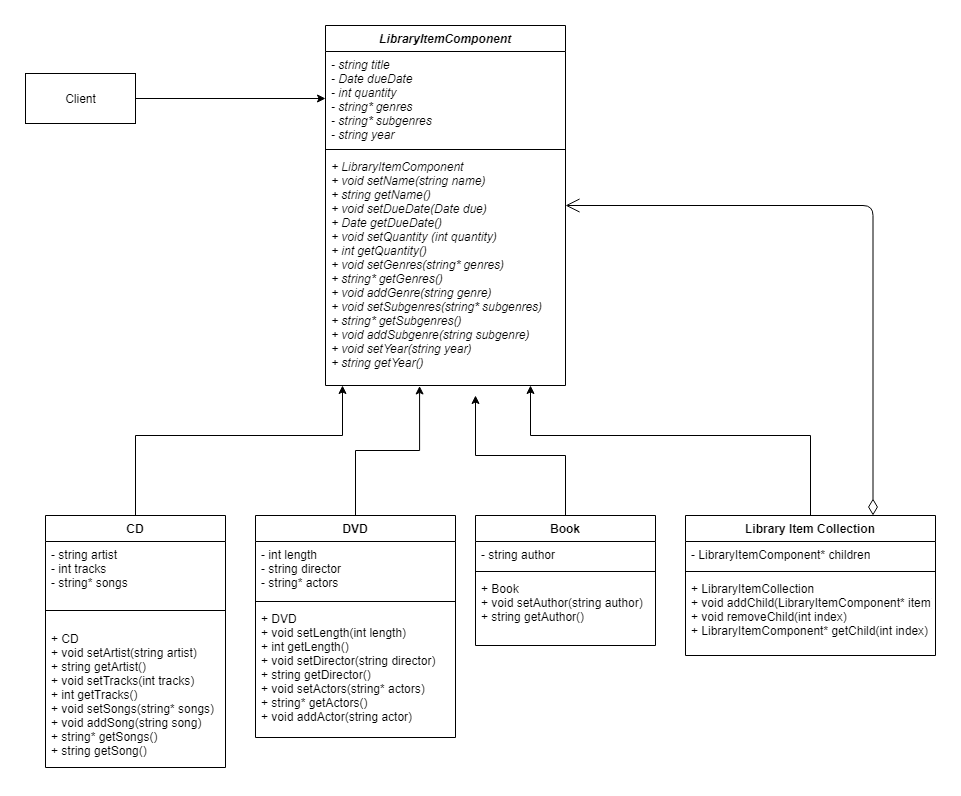 LibraryItemComponent
- string title
- Date dueDate
- int quantity
- string* genres
- string* subgenres
- string year
+ LibraryItemComponent
+ void setName(string name)
+ string getName()
+ void setDueDate(Date due)
+ Date getDueDate()
+ void setQuantity (int quantity)
+ int getQuantity()
+ void setGenres(string* genres)
+ string* getGenres()
+ void addGenre(string genre)
+ void setSubgenres(string* subgenres)
+ string* getSubgenres()
+ void addSubgenre(string subgenre)
+ void setYear(string year)
+ string getYear()
Client
CD
- string artist
- int tracks
- string* songs
+ CD
+ void setArtist(string artist)
+ string getArtist()
+ void setTracks(int tracks)
+ int getTracks()
+ void setSongs(string* songs)
+ void addSong(string song)
+ string* getSongs()
+ string getSong()
DVD
- int length
- string director
- string* actors
+ DVD
+ void setLength(int length)
+ int getLength()
+ void setDirector(string director)
+ string getDirector()
+ void setActors(string* actors)
+ string* getActors()
+ void addActor(string actor)
Book
- string author
+ Book
+ void setAuthor(string author)
+ string getAuthor()
Library Item Collection
- LibraryItemComponent* children
+ LibraryItemCollection
+ void addChild(LibraryItemComponent* item
+ void removeChild(int index)
+ LibraryItemComponent* getChild(int index)